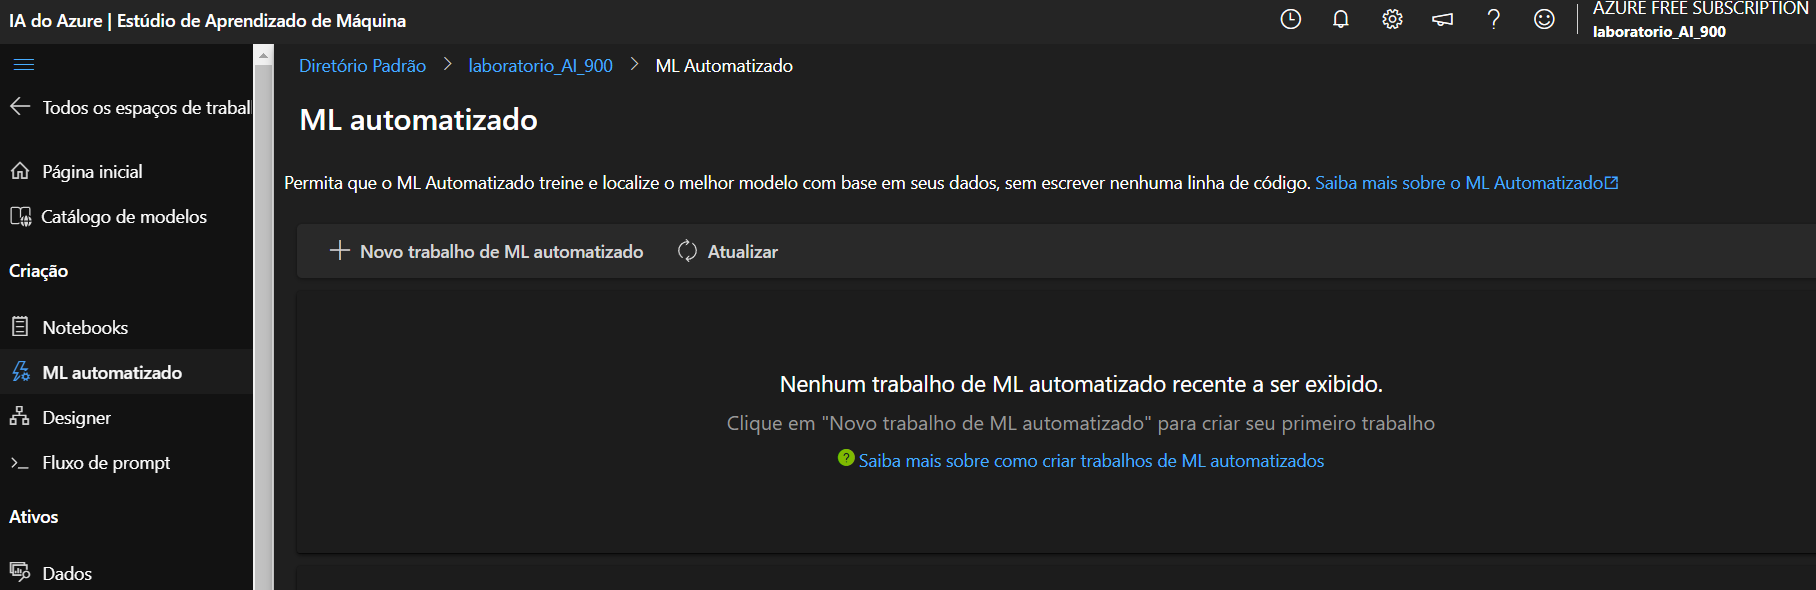 IA do Azure | Estúdio de Aprendizado de Máquina
AZURE FREE SUBSCRIPTION
laboratorio_AI_900
Todos os espaços de trabal
Página inicial
Catálogo de modelos
Criação
Notebooks
ML automatizado
Designer
Fluxo de prompt
Ativos
Dados
Diretório Padrão > laboratorio_AI_900 > ML Automatizado
ML automatizado
Permita que o ML Automatizado treine e localize o melhor modelo com base em seus dados, sem escrever nenhuma linha de código. Saiba mais sobre o ML Automatizado
Novo trabalho de ML automatizado Atualizar
Nenhum trabalho de ML automatizado recente a ser exibido.
Clique em "Novo trabalho de ML automatizado" para criar seu primeiro trabalho
Saiba mais sobre como criar trabalhos de ML automatizados